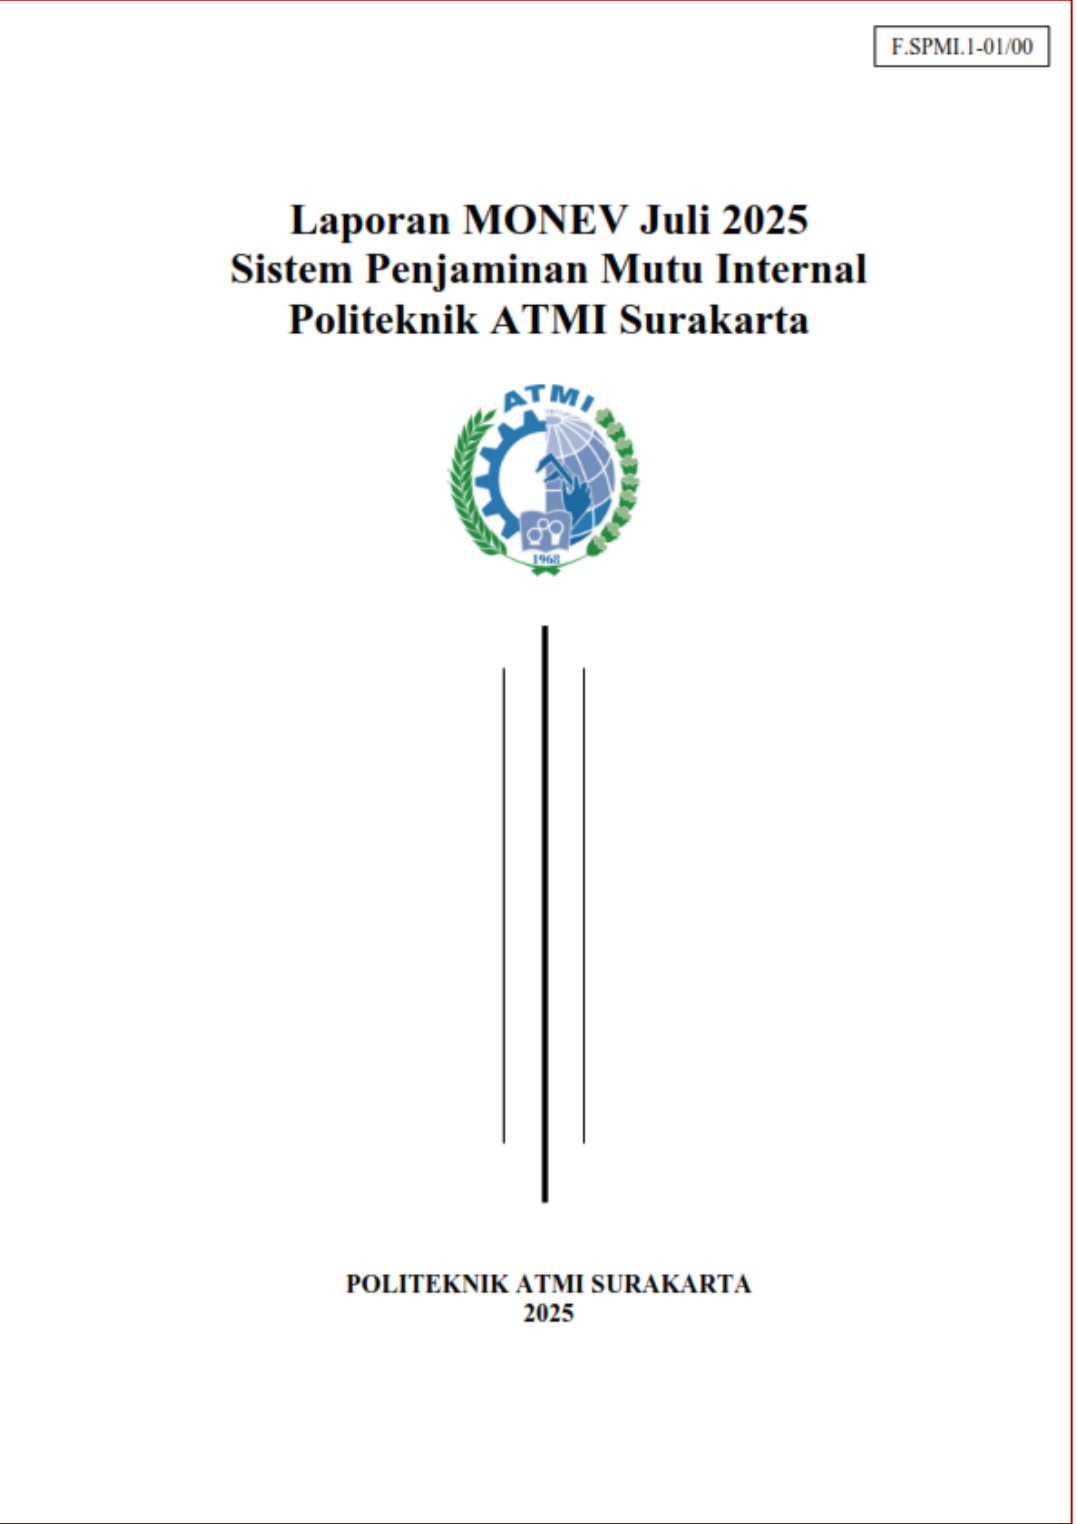 F.SPMI.1-01/00
Laporan MONEV Juli 2025
Sistem Penjaminan Mutu Internal
Politeknik ATMI Surakarta
ATMI
1968
POLITEKNIK ATMI SURAKARTA
2025